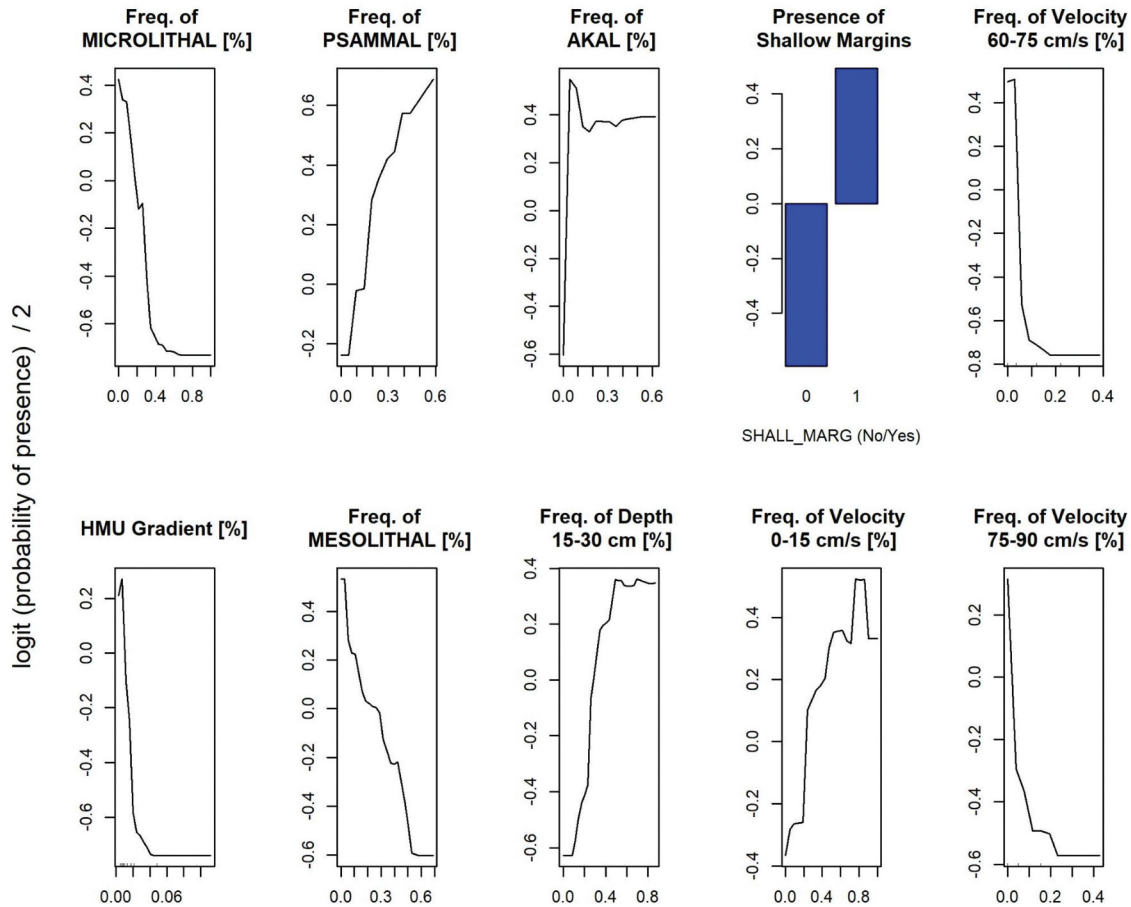 Freq. of
MICROLITHAL [%]
Freq. of
PSAMMAL [%]
Freq. of
AKAL [%]
Presence of
Shallow Margins
Freq. of Velocity
60-75 cm/s [%]
0.4
0.2
0.0
-0.2
-0.4
-0.6
0.0 0.4 0.8
0.6
0.4
0.2
0.0
-0.2
0.0 0.3 0.6
0.4
0.2
0.0
-0.2
-0.4
-0.6
0.0 0.3 0.6
0.4
0.2
0.0
-0.2
-0.4
0 1
SHALL_MARG (No/Yes)
0.4
0.2
0.0
-0.2
-0.4
-0.6
-0.8
0.0 0.2 0.4
logit (probability of presence) / 2
HMU Gradient [%]
Freq. of
MESOLITHAL [%]
Freq. of Depth
15-30 cm [%]
Freq. of Velocity
0-15 cm/s [%]
Freq. of Velocity
75-90 cm/s [%]
0.2
0.0
-0.2
-0.4
-0.6
0.00 0.06
0.4
0.2
0.0
-0.2
-0.4
-0.6
0.0 0.3 0.6
0.4
0.2
0.0
-0.2
-0.4
-0.6
0.0 0.4 0.8
0.4
0.2
0.0
-0.2
-0.4
0.0 0.4 0.8
0.2
0.0
-0.2
-0.4
-0.6
0.0 0.2 0.4